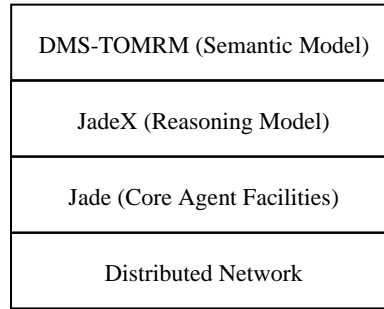 DMS-TOMRM (Semantic Model)
JadeX (Reasoning Model)
Jade (Core Agent Facilities)
Distributed Network